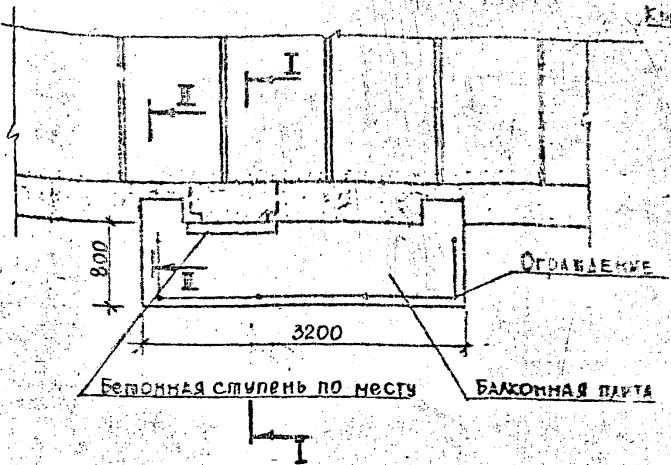 I
II
800
II
Ограждение
3200
Бетонная ступень по месту
Балконная плита
I